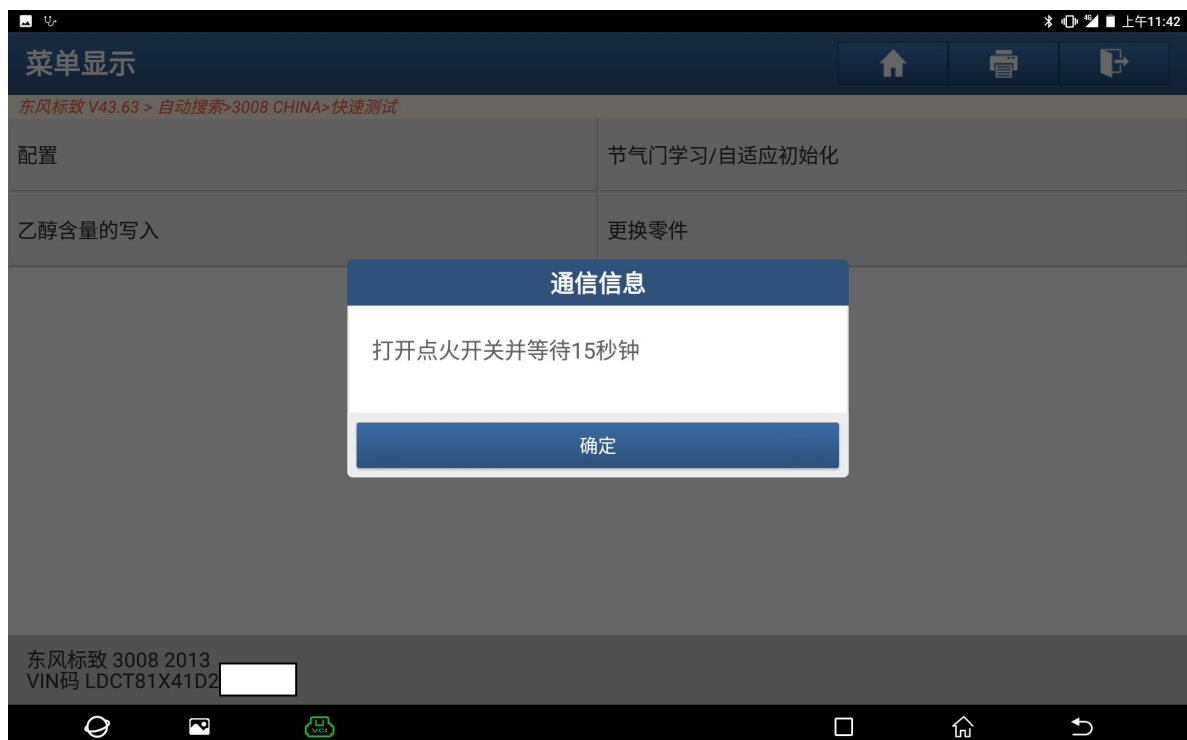 4G 上午11:42
菜单显示
东风标致 V43.63 > 自动搜索>3008 CHINA>快速测试
配置
节气门学习/自适应初始化
乙醇含量的写入
更换零件
通信信息
打开点火开关并等待15秒钟
确定
东风标致 3008 2013
VIN码 LDCT81X41D2
VCI